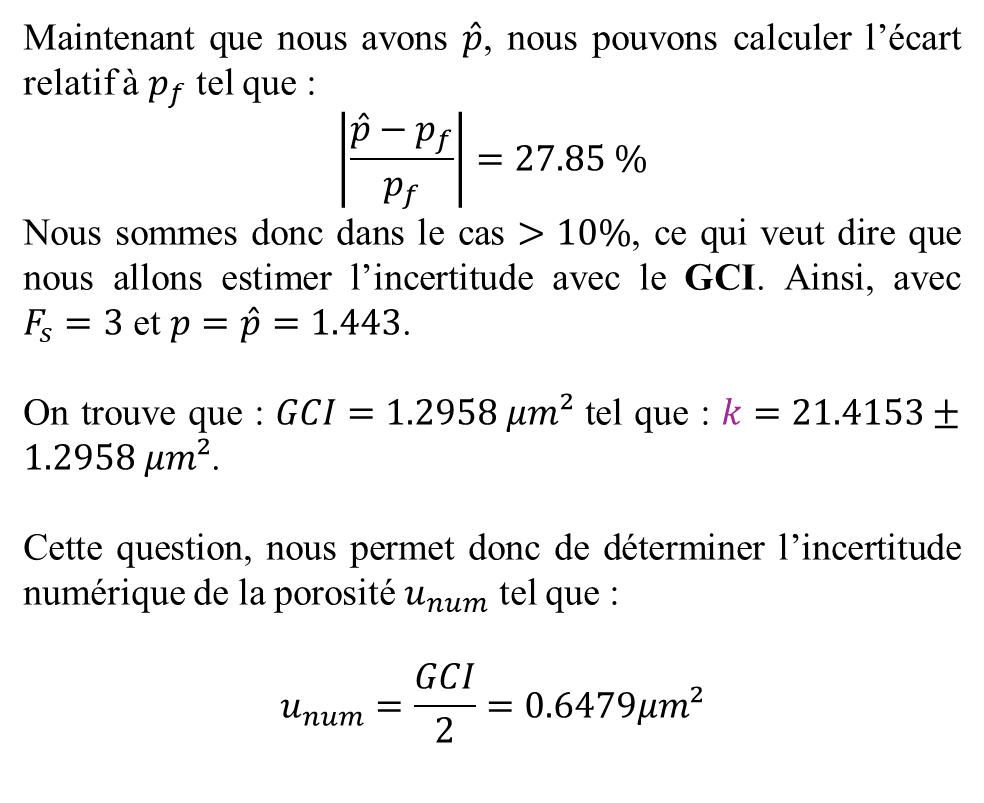 Maintenant que nous avons p̂, nous pouvons calculer l’écart
relatif à p_f tel que :
|(p̂ − p_f) / p_f| = 27.85 %
Nous sommes donc dans le cas > 10%, ce qui veut dire que
nous allons estimer l’incertitude avec le GCI. Ainsi, avec
F_s = 3 et p = p̂ = 1.443.
On trouve que : GCI = 1.2958 μm² tel que : k = 21.4153 ±
1.2958 μm².
Cette question, nous permet donc de déterminer l’incertitude
numérique de la porosité u_num tel que :
u_num = GCI / 2 = 0.6479μm²